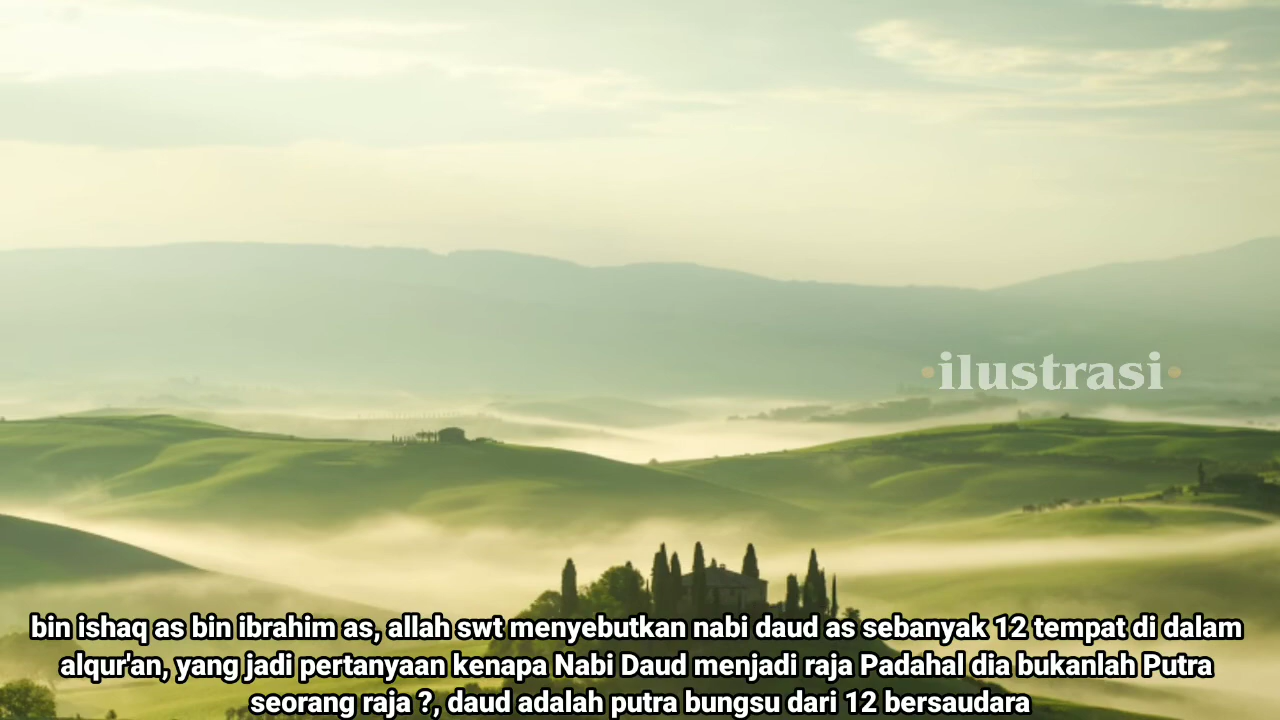 •ilustrasi•
bin ishaq as bin ibrahim as, allah swt menyebutkan nabi daud as sebanyak 12 tempat di dalam
alqur'an, yang jadi pertanyaan kenapa Nabi Daud menjadi raja Padahal dia bukanlah Putra
seorang raja ?, daud adalah putra bungsu dari 12 bersaudara